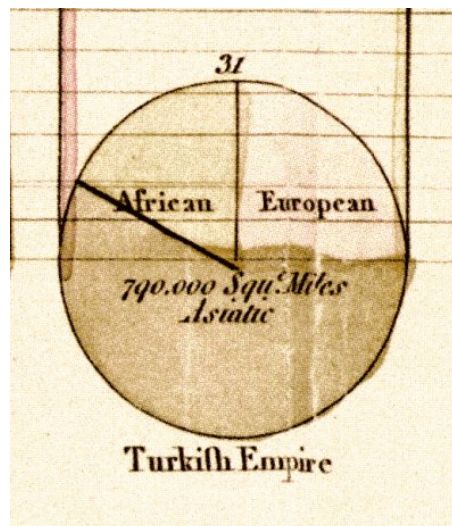 31
African European
790.000 Squ.ͤ Miles
Asiatic
Turkiſh Empire